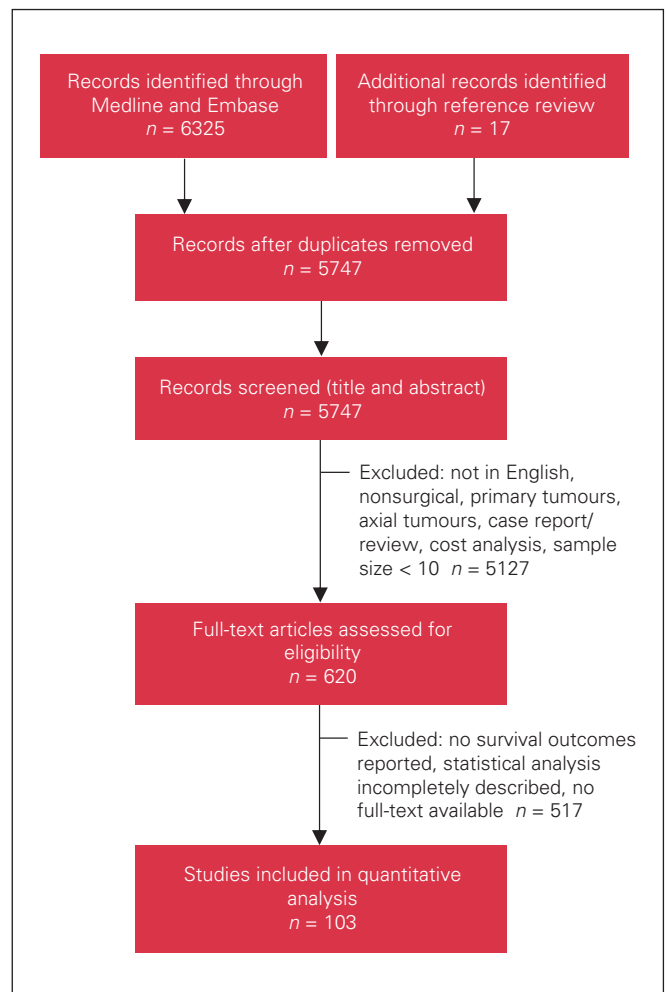 Records identified through
Medline and Embase
n = 6325
Additional records identified
through reference review
n = 17
Records after duplicates removed
n = 5747
Records screened (title and abstract)
n = 5747
Excluded: not in English,
nonsurgical, primary tumours,
axial tumours, case report/
review, cost analysis, sample
size < 10 n = 5127
Full-text articles assessed for
eligibility
n = 620
Excluded: no survival outcomes
reported, statistical analysis
incompletely described, no
full-text available n = 517
Studies included in quantitative
analysis
n = 103